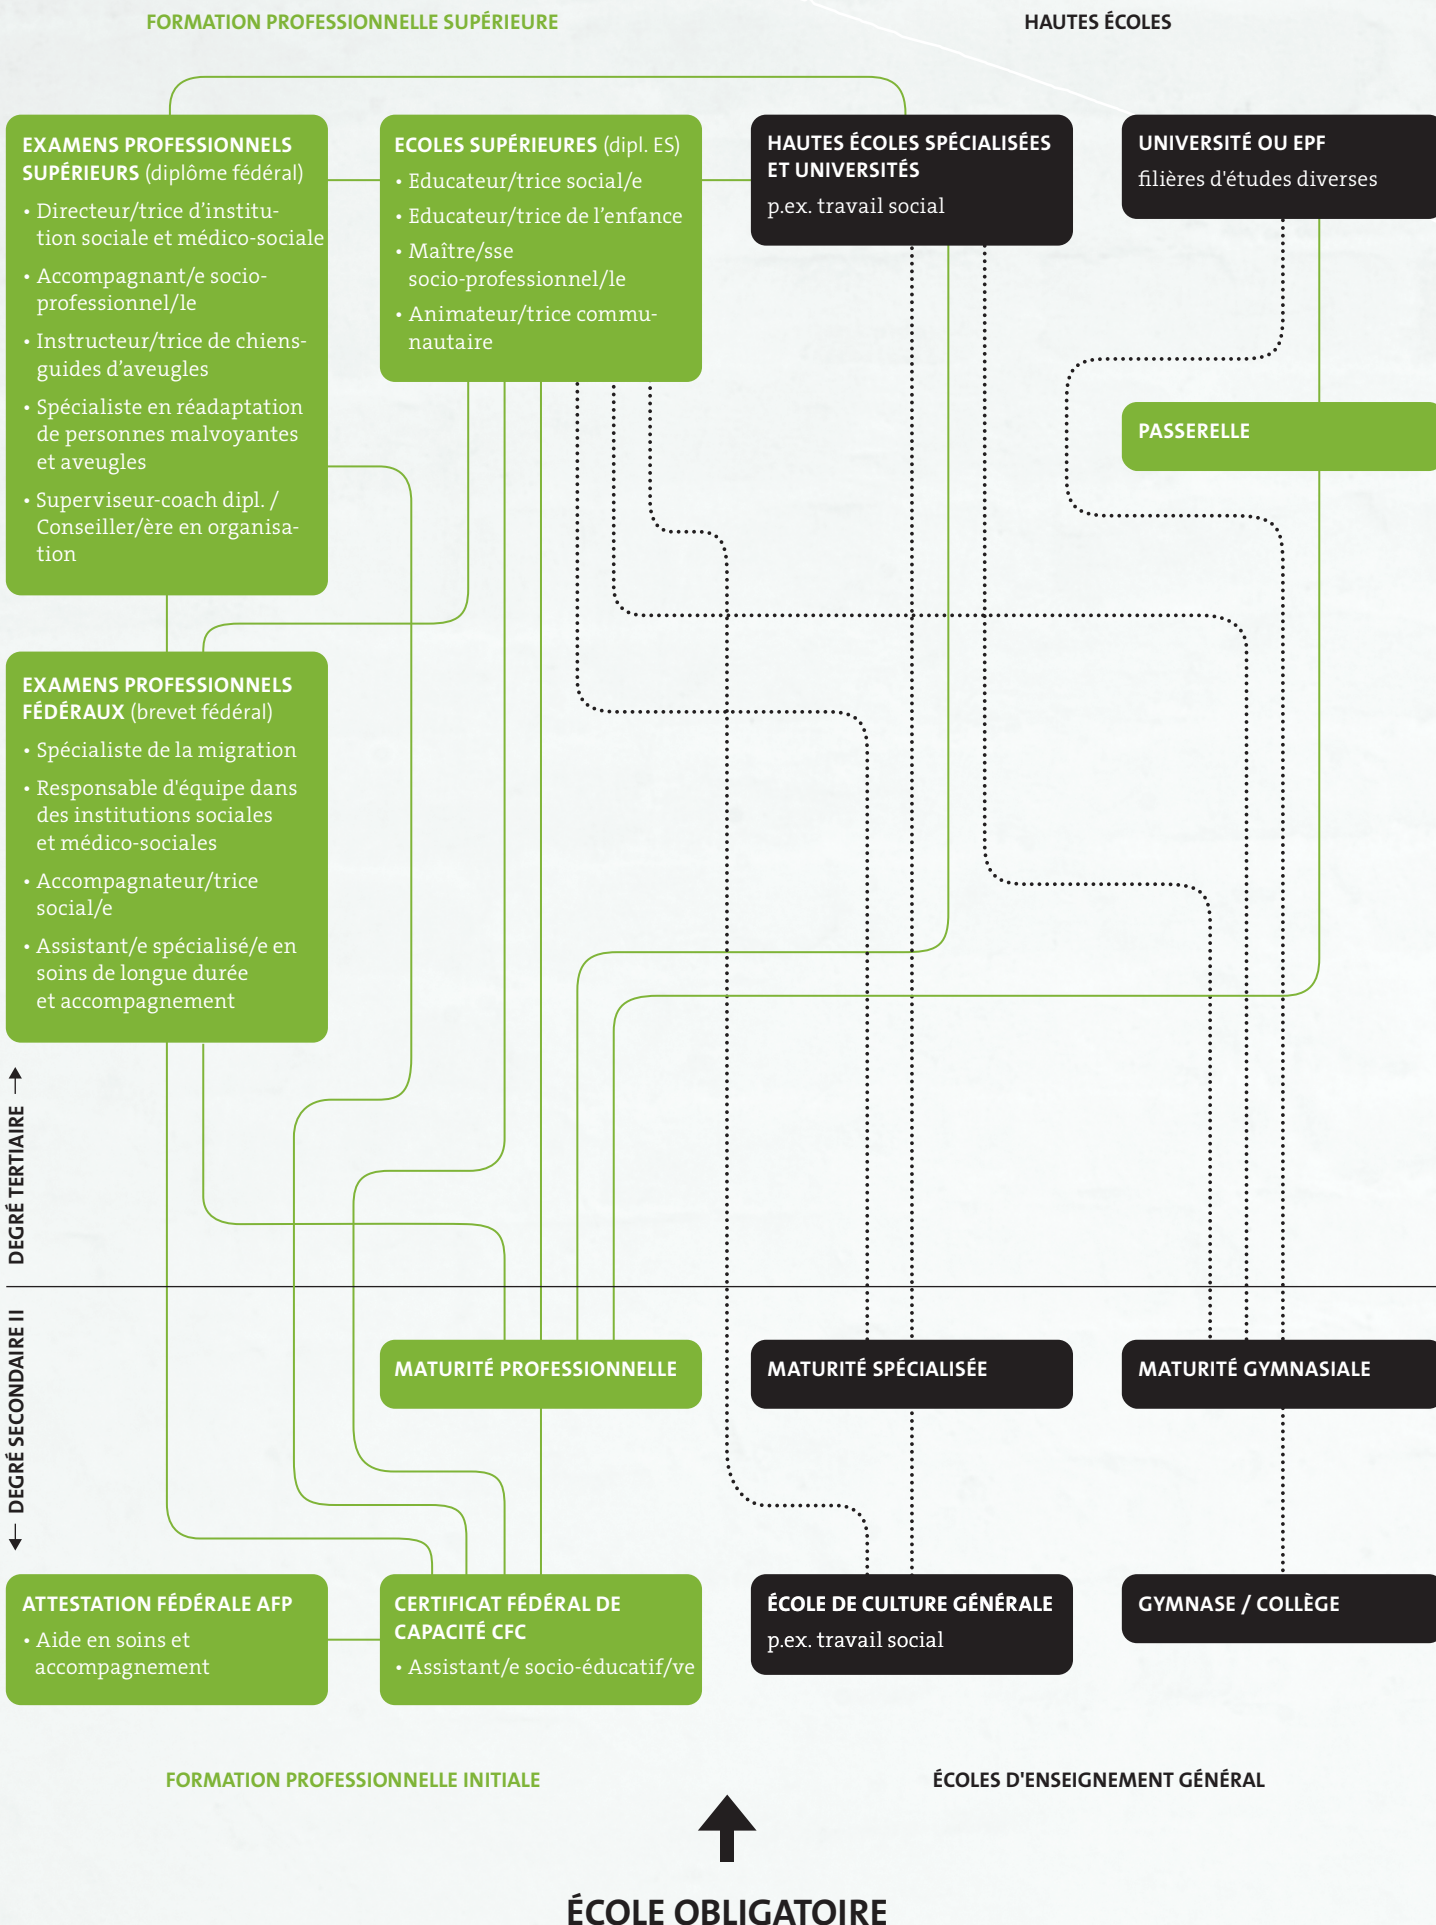 FORMATION PROFESSIONNELLE SUPÉRIEURE
HAUTES ÉCOLES
EXAMENS PROFESSIONNELS
SUPÉRIEURS (diplôme fédéral)
• Directeur/trice d’institu-
tion sociale et médico-sociale
• Accompagnant/e socio-
professionnel/le
• Instructeur/trice de chiens-
guides d’aveugles
• Spécialiste en réadaptation
de personnes malvoyantes
et aveugles
• Superviseur-coach dipl. /
Conseiller/ère en organisa-
tion
ECOLES SUPÉRIEURES (dipl. ES)
• Educateur/trice social/e
• Educateur/trice de l’enfance
• Maître/sse
socio-professionnel/le
• Animateur/trice commu-
nautaire
HAUTES ÉCOLES SPÉCIALISÉES
ET UNIVERSITÉS
p.ex. travail social
UNIVERSITÉ OU EPF
filières d'études diverses
PASSERELLE
EXAMENS PROFESSIONNELS
FÉDÉRAUX (brevet fédéral)
• Spécialiste de la migration
• Responsable d'équipe dans
des institutions sociales
et médico-sociales
• Accompagnateur/trice
social/e
• Assistant/e spécialisé/e en
soins de longue durée
et accompagnement
DEGRÉ TERTIAIRE →
← DEGRÉ SECONDAIRE II
MATURITÉ PROFESSIONNELLE
MATURITÉ SPÉCIALISÉE
MATURITÉ GYMNASIALE
ATTESTATION FÉDÉRALE AFP
• Aide en soins et
accompagnement
CERTIFICAT FÉDÉRAL DE
CAPACITÉ CFC
• Assistant/e socio-éducatif/ve
ÉCOLE DE CULTURE GÉNÉRALE
p.ex. travail social
GYMNASE / COLLÈGE
FORMATION PROFESSIONNELLE INITIALE
ÉCOLES D'ENSEIGNEMENT GÉNÉRAL
ÉCOLE OBLIGATOIRE